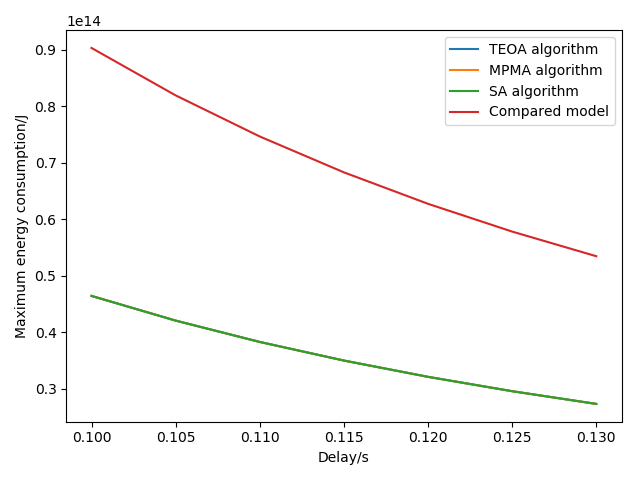 1e14
0.9
0.8
0.7
0.6
0.5
0.4
0.3
Maximum energy consumption/J
TEOA algorithm
MPMA algorithm
SA algorithm
Compared model
0.100 0.105 0.110 0.115 0.120 0.125 0.130
Delay/s